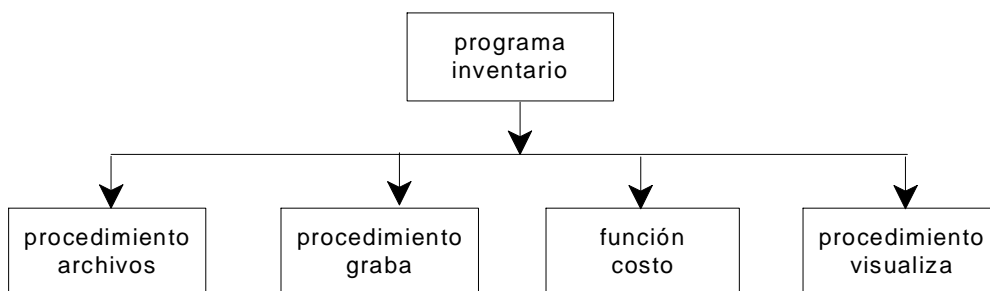 programa
inventario
procedimiento
archivos
procedimiento
graba
función
costo
procedimiento
visualiza